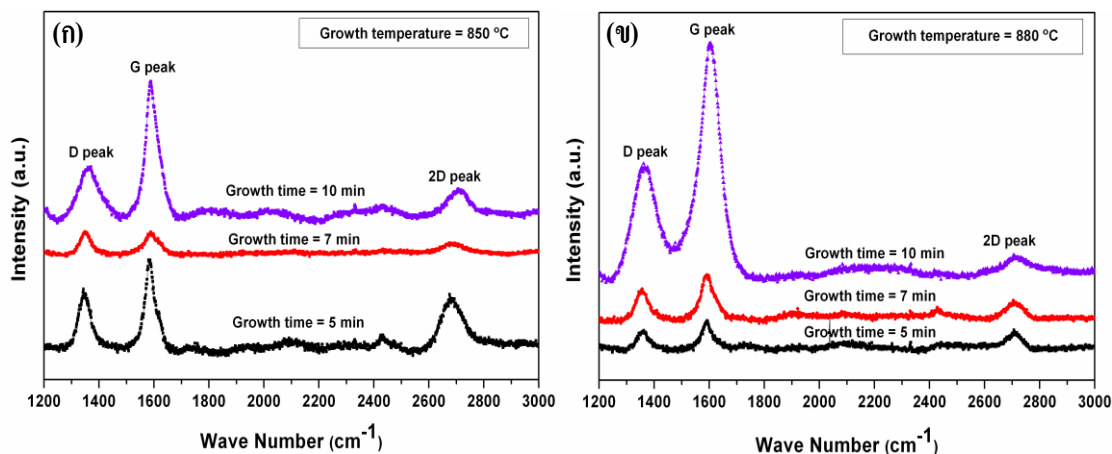 (ก)
Growth temperature = 850 °C
G peak
D peak
2D peak
Growth time = 10 min
Growth time = 7 min
Growth time = 5 min
Intensity (a.u.)
1200 1400 1600 1800 2000 2200 2400 2600 2800 3000
Wave Number (cm-1)
(ข)
Growth temperature = 880 °C
G peak
D peak
2D peak
Growth time = 10 min
Growth time = 7 min
Growth time = 5 min
Intensity (a.u.)
1200 1400 1600 1800 2000 2200 2400 2600 2800 3000
Wave Number (cm-1)